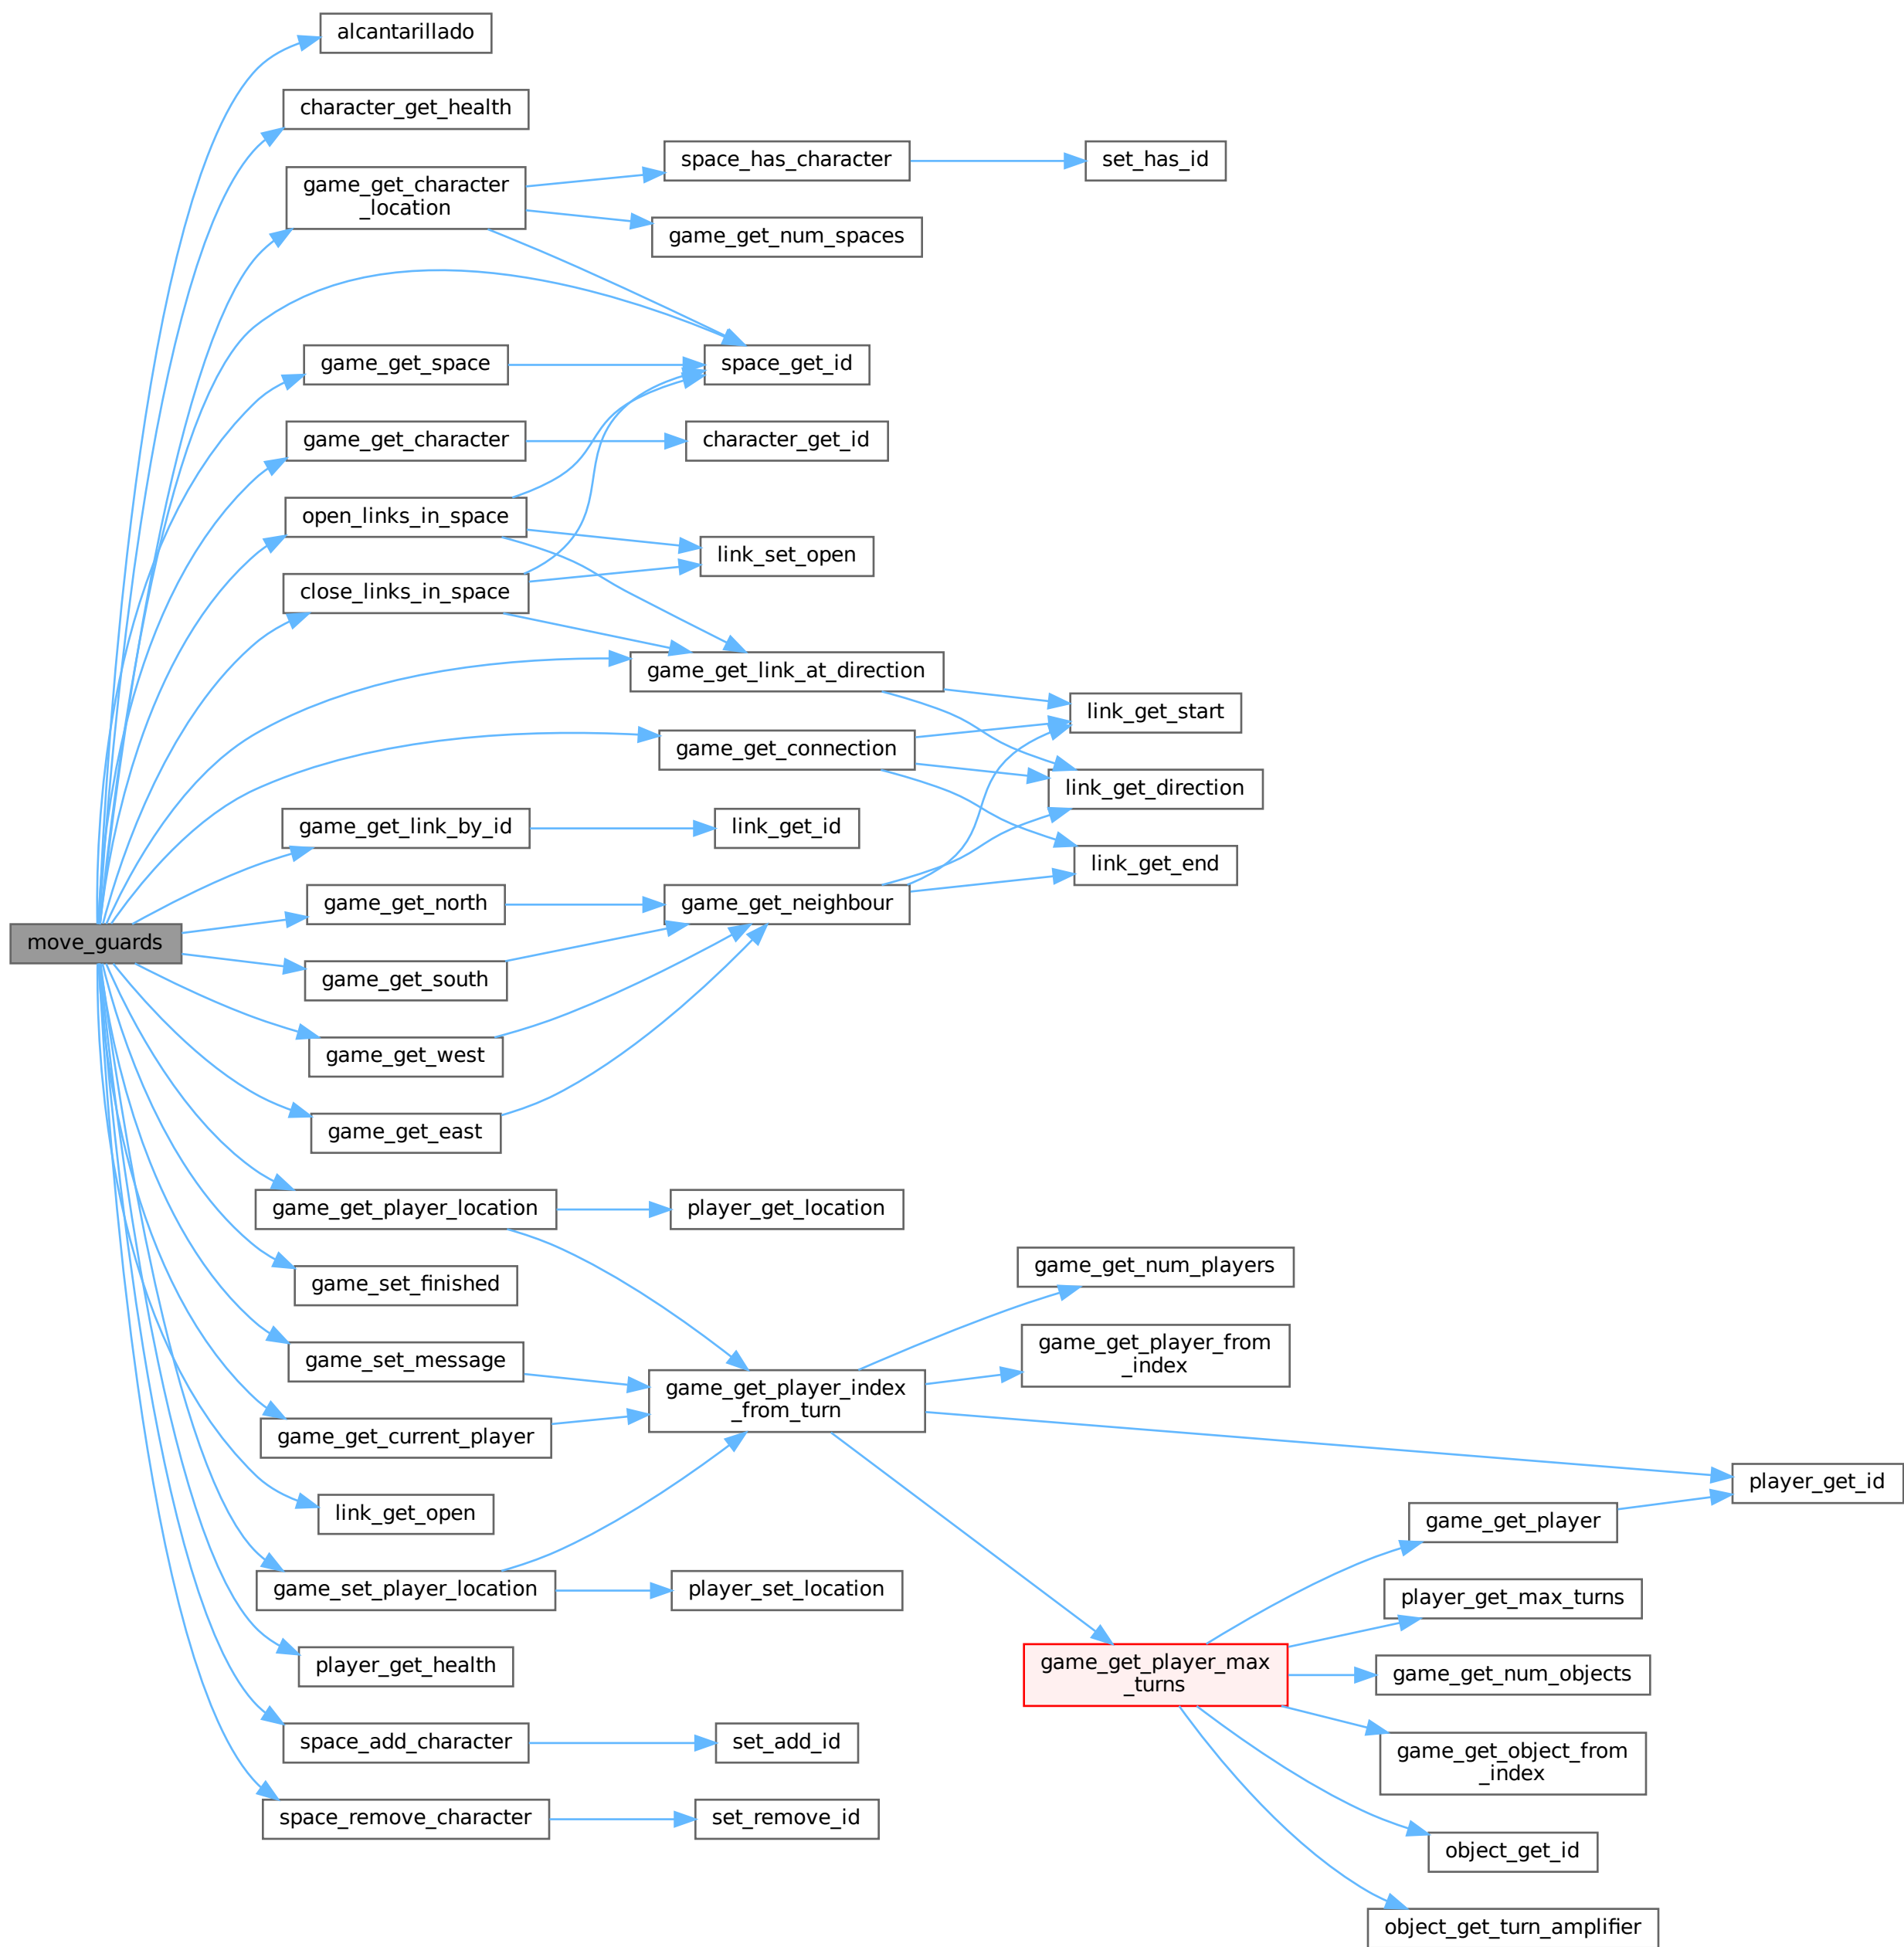 alcantarillado
character_get_health
space_has_character
set_has_id
game_get_character
_location
game_get_num_spaces
game_get_space
space_get_id
game_get_character
character_get_id
open_links_in_space
link_set_open
close_links_in_space
game_get_link_at_direction
link_get_start
game_get_connection
link_get_direction
game_get_link_by_id
link_get_id
link_get_end
game_get_north
game_get_neighbour
move_guards
game_get_south
game_get_west
game_get_east
game_get_player_location
player_get_location
game_get_num_players
game_set_finished
game_get_player_from
_index
game_set_message
game_get_player_index
_from_turn
game_get_current_player
player_get_id
link_get_open
game_get_player
game_set_player_location
player_set_location
player_get_max_turns
player_get_health
game_get_player_max
_turns
game_get_num_objects
space_add_character
set_add_id
game_get_object_from
_index
space_remove_character
set_remove_id
object_get_id
object_get_turn_amplifier